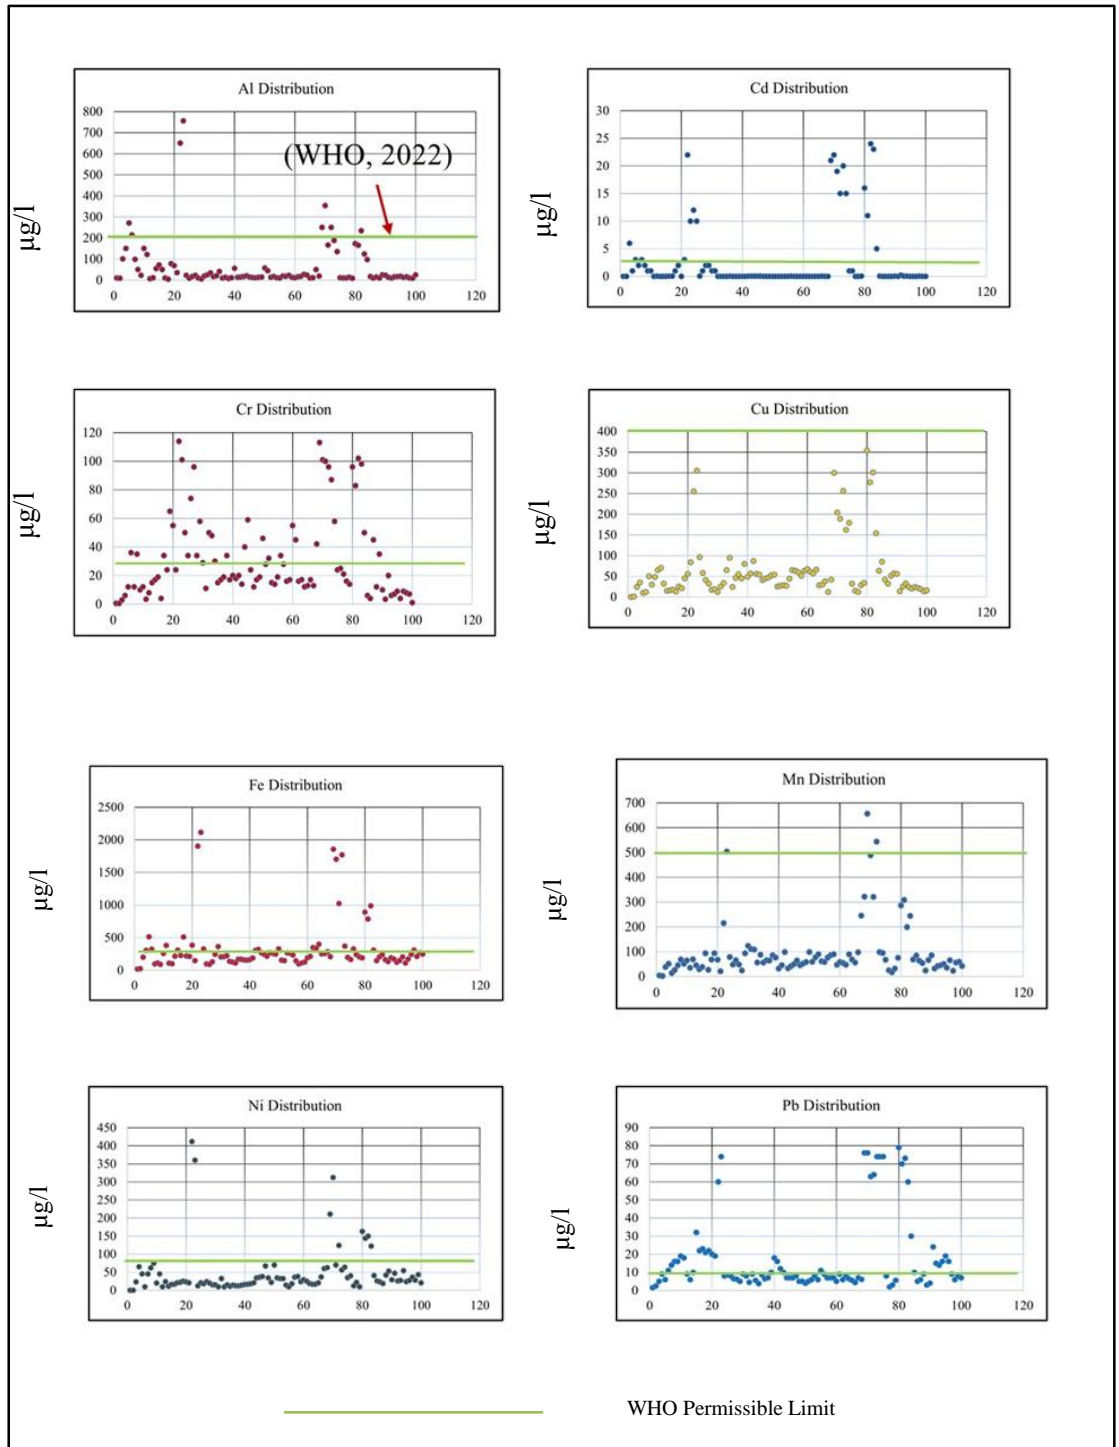 Al Distribution
800
700
600
500
400
300
200
100
0
0 20 40 60 80 100 120
(WHO, 2022)
µg/l
Cd Distribution
30
25
20
15
10
5
0
0 20 40 60 80 100 120
µg/l
Cr Distribution
120
100
80
60
40
20
0
0 20 40 60 80 100 120
µg/l
Cu Distribution
400
350
300
250
200
150
100
50
0
0 20 40 60 80 100 120
µg/l
Fe Distribution
2500
2000
1500
1000
500
0
0 20 40 60 80 100 120
µg/l
Mn Distribution
700
600
500
400
300
200
100
0
0 20 40 60 80 100 120
µg/l
Ni Distribution
450
400
350
300
250
200
150
100
50
0
0 20 40 60 80 100 120
µg/l
Pb Distribution
90
80
70
60
50
40
30
20
10
0
0 20 40 60 80 100 120
µg/l
WHO Permissible Limit